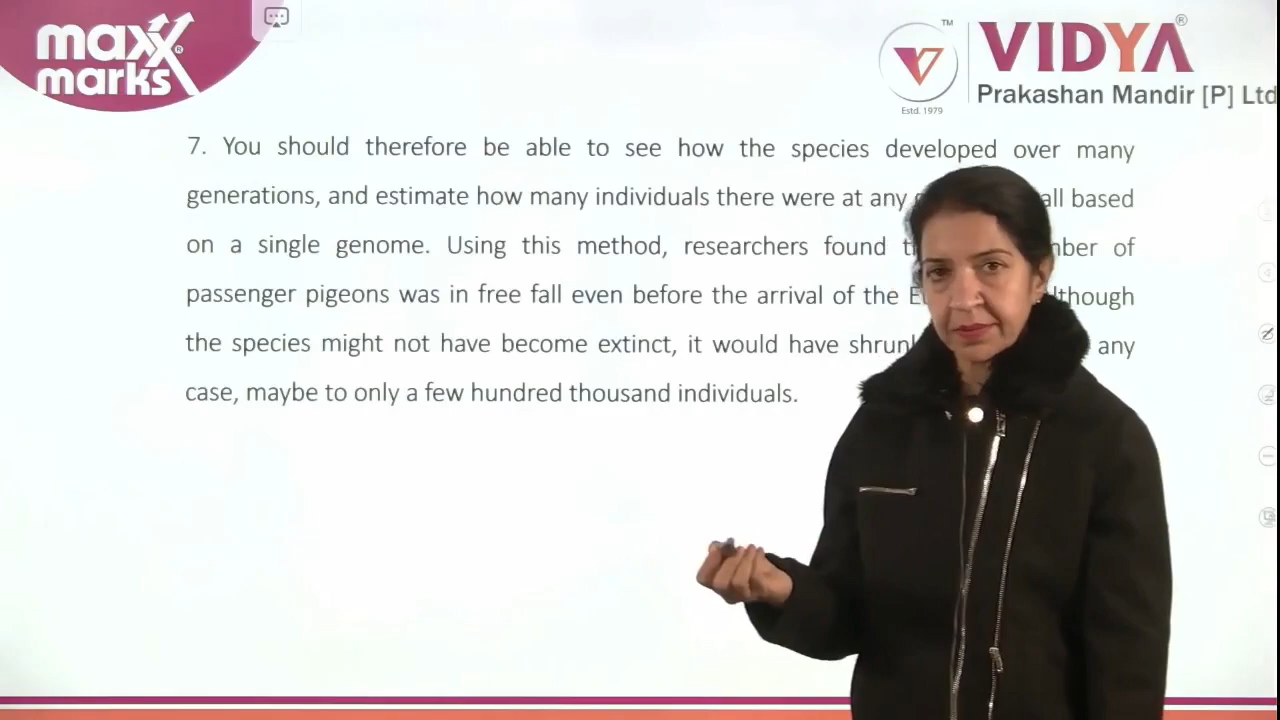 maxx
marks
®
TM
VIDYA
®
Prakashan Mandir [P] Ltd
Estd. 1979
7. You should therefore be able to see how the species developed over many
generations, and estimate how many individuals there were at any all based
on a single genome. Using this method, researchers found of
passenger pigeons was in free fall even before the arrival of the
the species might not have become extinct, it would have any
case, maybe to only a few hundred thousand individuals.